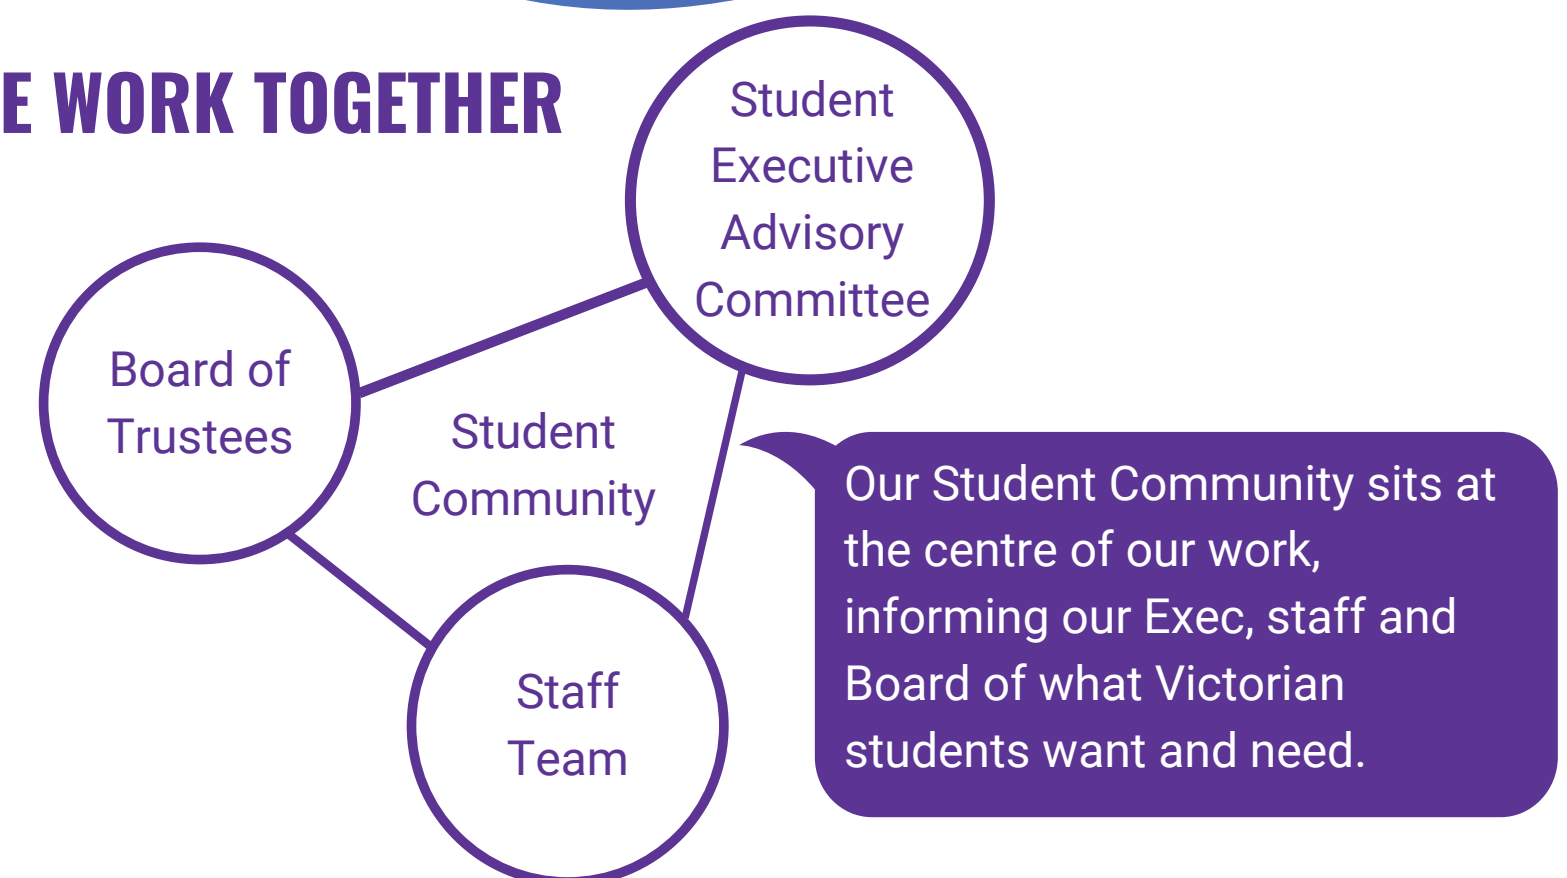 E WORK TOGETHER
Student
Executive
Advisory
Committee
Board of
Trustees
Student
Community
Staff
Team
Our Student Community sits at
the centre of our work,
informing our Exec, staff and
Board of what Victorian
students want and need.